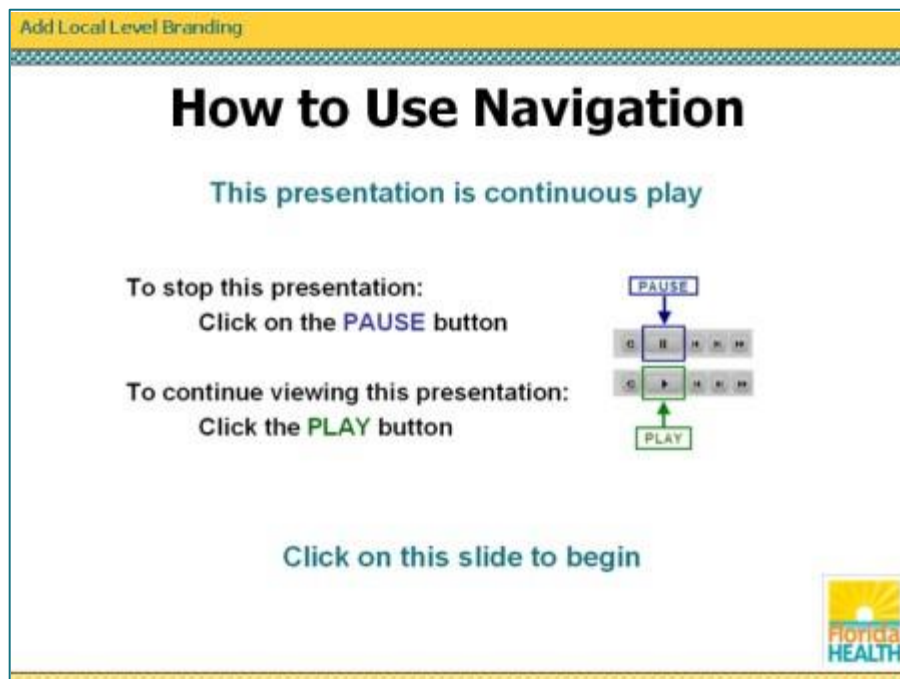 Add Local Level Branding
How to Use Navigation
This presentation is continuous play
To stop this presentation:
Click on the PAUSE button
PAUSE
To continue viewing this presentation:
Click the PLAY button
PLAY
Click on this slide to begin
Florida
HEALTH